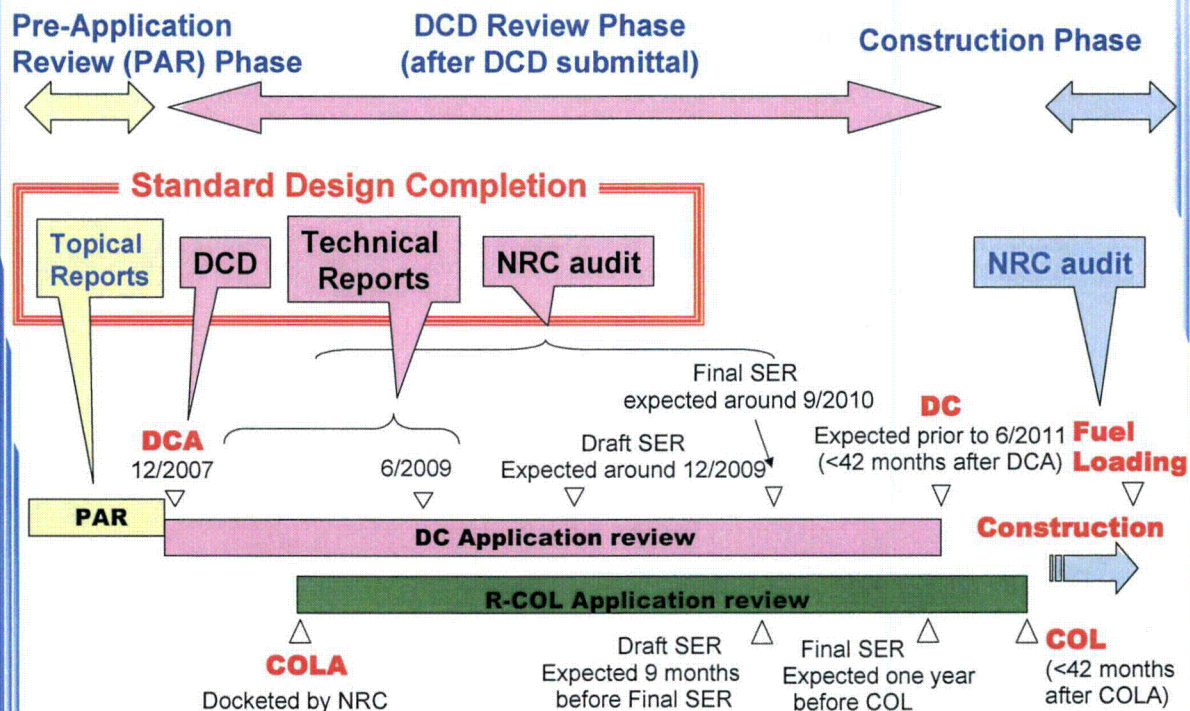 Pre-Application
Review (PAR) Phase
DCD Review Phase
(after DCD submittal)
Construction Phase
Standard Design Completion
Topical
Reports
DCD
Technical
Reports
NRC audit
NRC audit
Final SER
expected around 9/2010
DCA
12/2007
6/2009
Draft SER
Expected around 12/2009
DC
Expected prior to 6/2011
(<42 months after DCA)
Fuel
Loading
PAR
DC Application review
Construction
R-COL Application review
COLA
Docketed by NRC
Draft SER
Expected 9 months
before Final SER
Final SER
Expected one year
before COL
COL
(<42 months
after COLA)